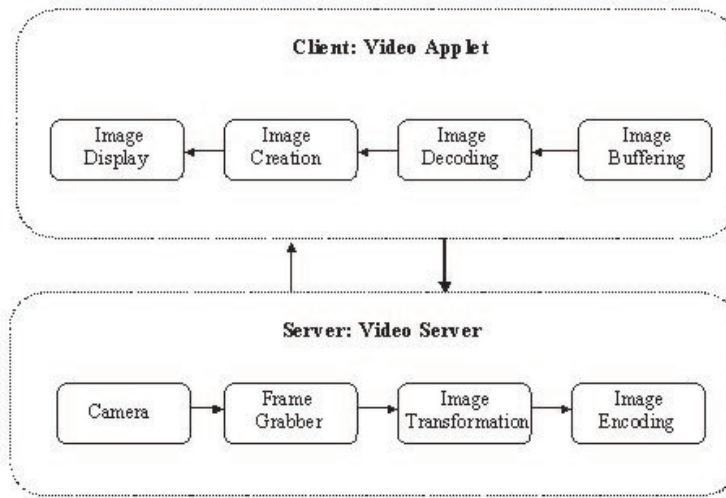 Client: Video Applet
Image
Display
Image
Creation
Image
Decoding
Image
Buffering
Server: Video Server
Camera
Frame
Grabber
Image
Transformation
Image
Encoding